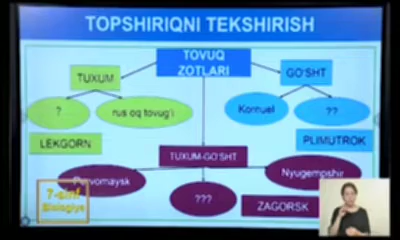 TOPSHIRIQNI TEKSHIRISH
TOVUQ
ZOTLARI
TUXUM
GO'SHT
?
rus oq tovug'i
Kornuel
??
LEKGORN
PLIMUTROK
TUXUM-GO'SHT
Pervomaysk
Nyugempshir
???
ZAGORSK
7-sinf
Biologiya